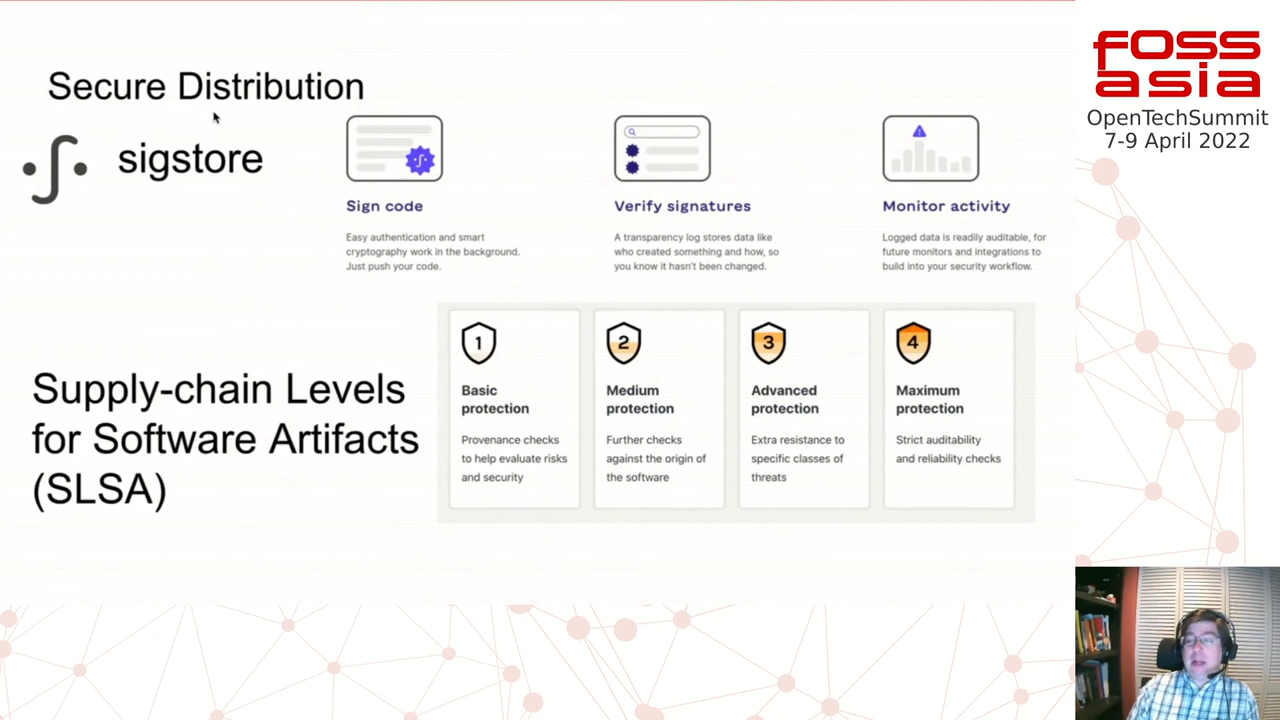 Secure Distribution
sigstore
Sign code
Easy authentication and smart
cryptography work in the background.
Just push your code.
Verify signatures
A transparency log stores data like
who created something and how, so
you know it hasn't been changed.
Monitor activity
Logged data is readily auditable, for
future monitors and integrations to
build into your security workflow.
Supply-chain Levels
for Software Artifacts
(SLSA)
1
Basic
protection
Provenance checks
to help evaluate risks
and security
2
Medium
protection
Further checks
against the origin of
the software
3
Advanced
protection
Extra resistance to
specific classes of
threats
4
Maximum
protection
Strict auditability
and reliability checks
foss
asia
OpenTechSummit
7-9 April 2022